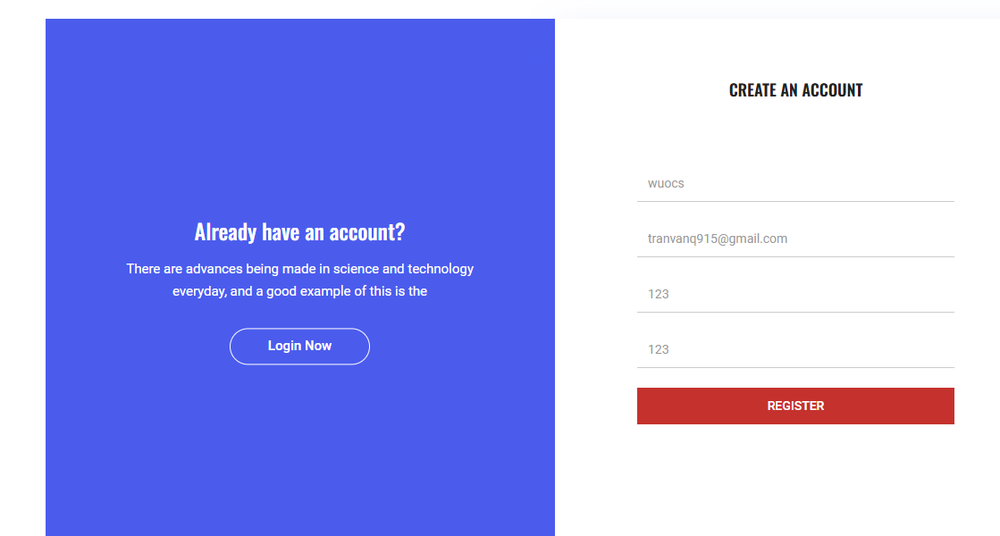 Already have an account?
There are advances being made in science and technology
everyday, and a good example of this is the
Login Now
CREATE AN ACCOUNT
wuocs
tranvanq915@gmail.com
123
123
REGISTER